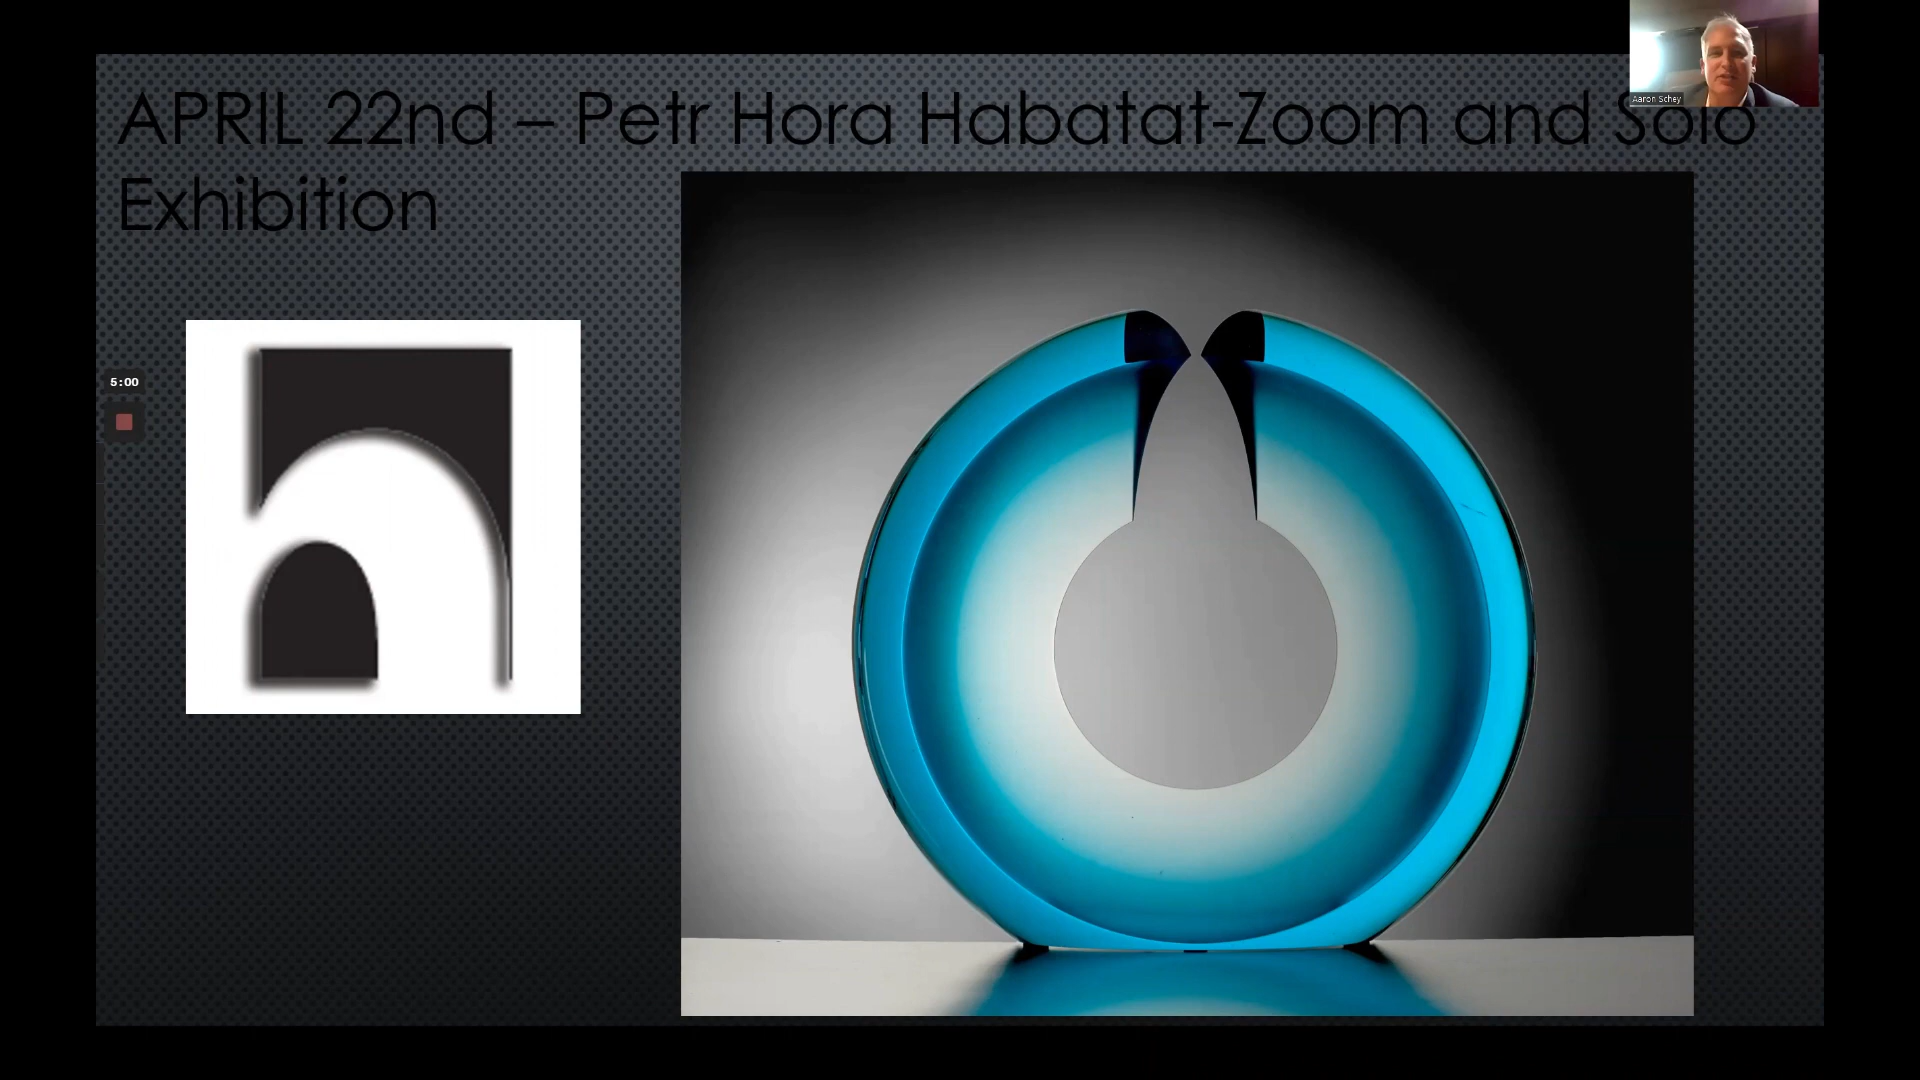 APRIL 22nd – Petr Hora Habatat-Zoom and Solo
Exhibition
Aaron Schey
5:00